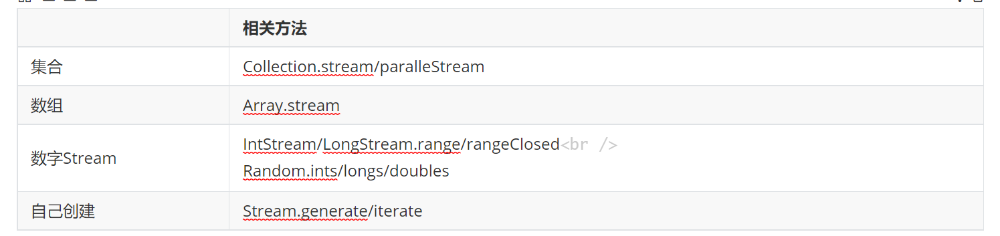 相关方法
集合 Collection.stream/paralleStream
数组 Array.stream
数字Stream IntStream/LongStream.range/rangeClosed<br />
Random.ints/longs/doubles
自己创建 Stream.generate/iterate